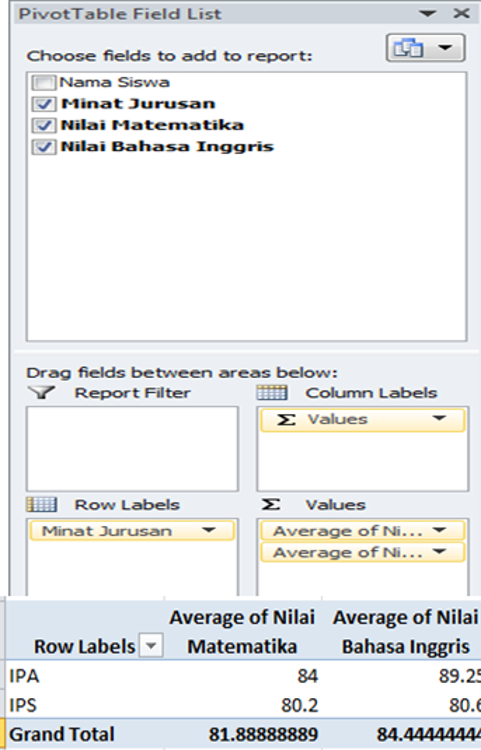 PivotTable Field List
Choose fields to add to report:
Nama Siswa
Minat Jurusan
Nilai Matematika
Nilai Bahasa Inggris
Drag fields between areas below:
Report Filter
Column Labels
Σ Values
Row Labels
Σ Values
Minat Jurusan
Average of Ni...
Average of Ni...
Row Labels Average of Nilai Matematika Average of Nilai Bahasa Inggris
IPA 84 89.25
IPS 80.2 80.6
Grand Total 81.88888889 84.44444444